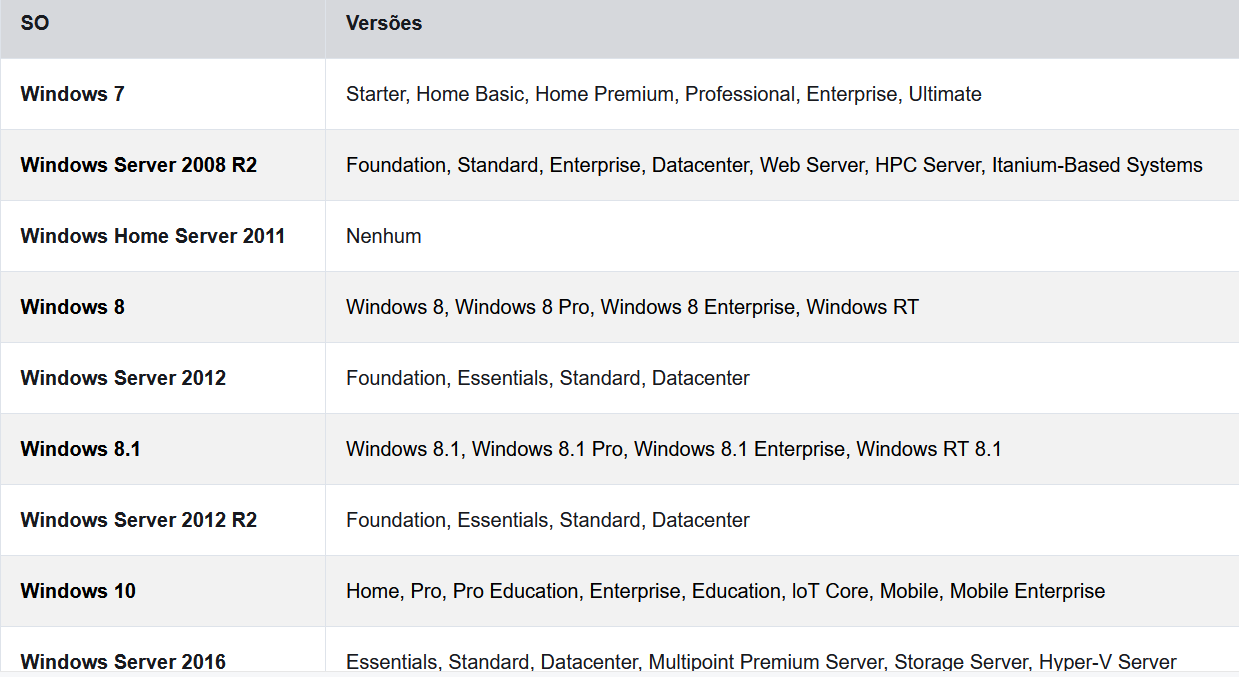 SO Versões
Windows 7 Starter, Home Basic, Home Premium, Professional, Enterprise, Ultimate
Windows Server 2008 R2 Foundation, Standard, Enterprise, Datacenter, Web Server, HPC Server, Itanium-Based Systems
Windows Home Server 2011 Nenhum
Windows 8 Windows 8, Windows 8 Pro, Windows 8 Enterprise, Windows RT
Windows Server 2012 Foundation, Essentials, Standard, Datacenter
Windows 8.1 Windows 8.1, Windows 8.1 Pro, Windows 8.1 Enterprise, Windows RT 8.1
Windows Server 2012 R2 Foundation, Essentials, Standard, Datacenter
Windows 10 Home, Pro, Pro Education, Enterprise, Education, loT Core, Mobile, Mobile Enterprise
Windows Server 2016 Essentials, Standard, Datacenter, Multipoint Premium Server, Storage Server, Hyper-V Server